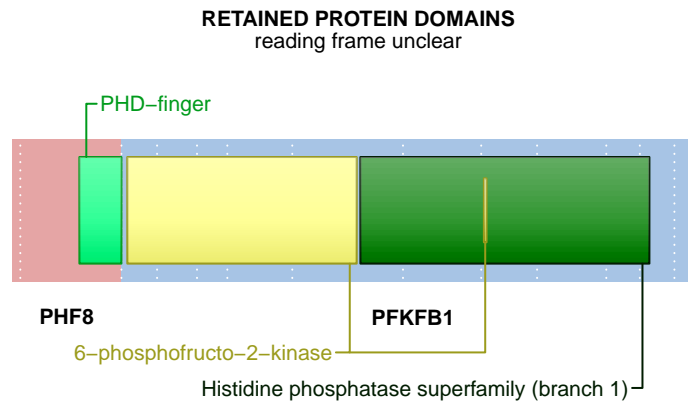 RETAINED PROTEIN DOMAINS
reading frame unclear
PHD−finger
PHF8
PFKFB1
6−phosphofructo−2−kinase
Histidine phosphatase superfamily (branch 1)